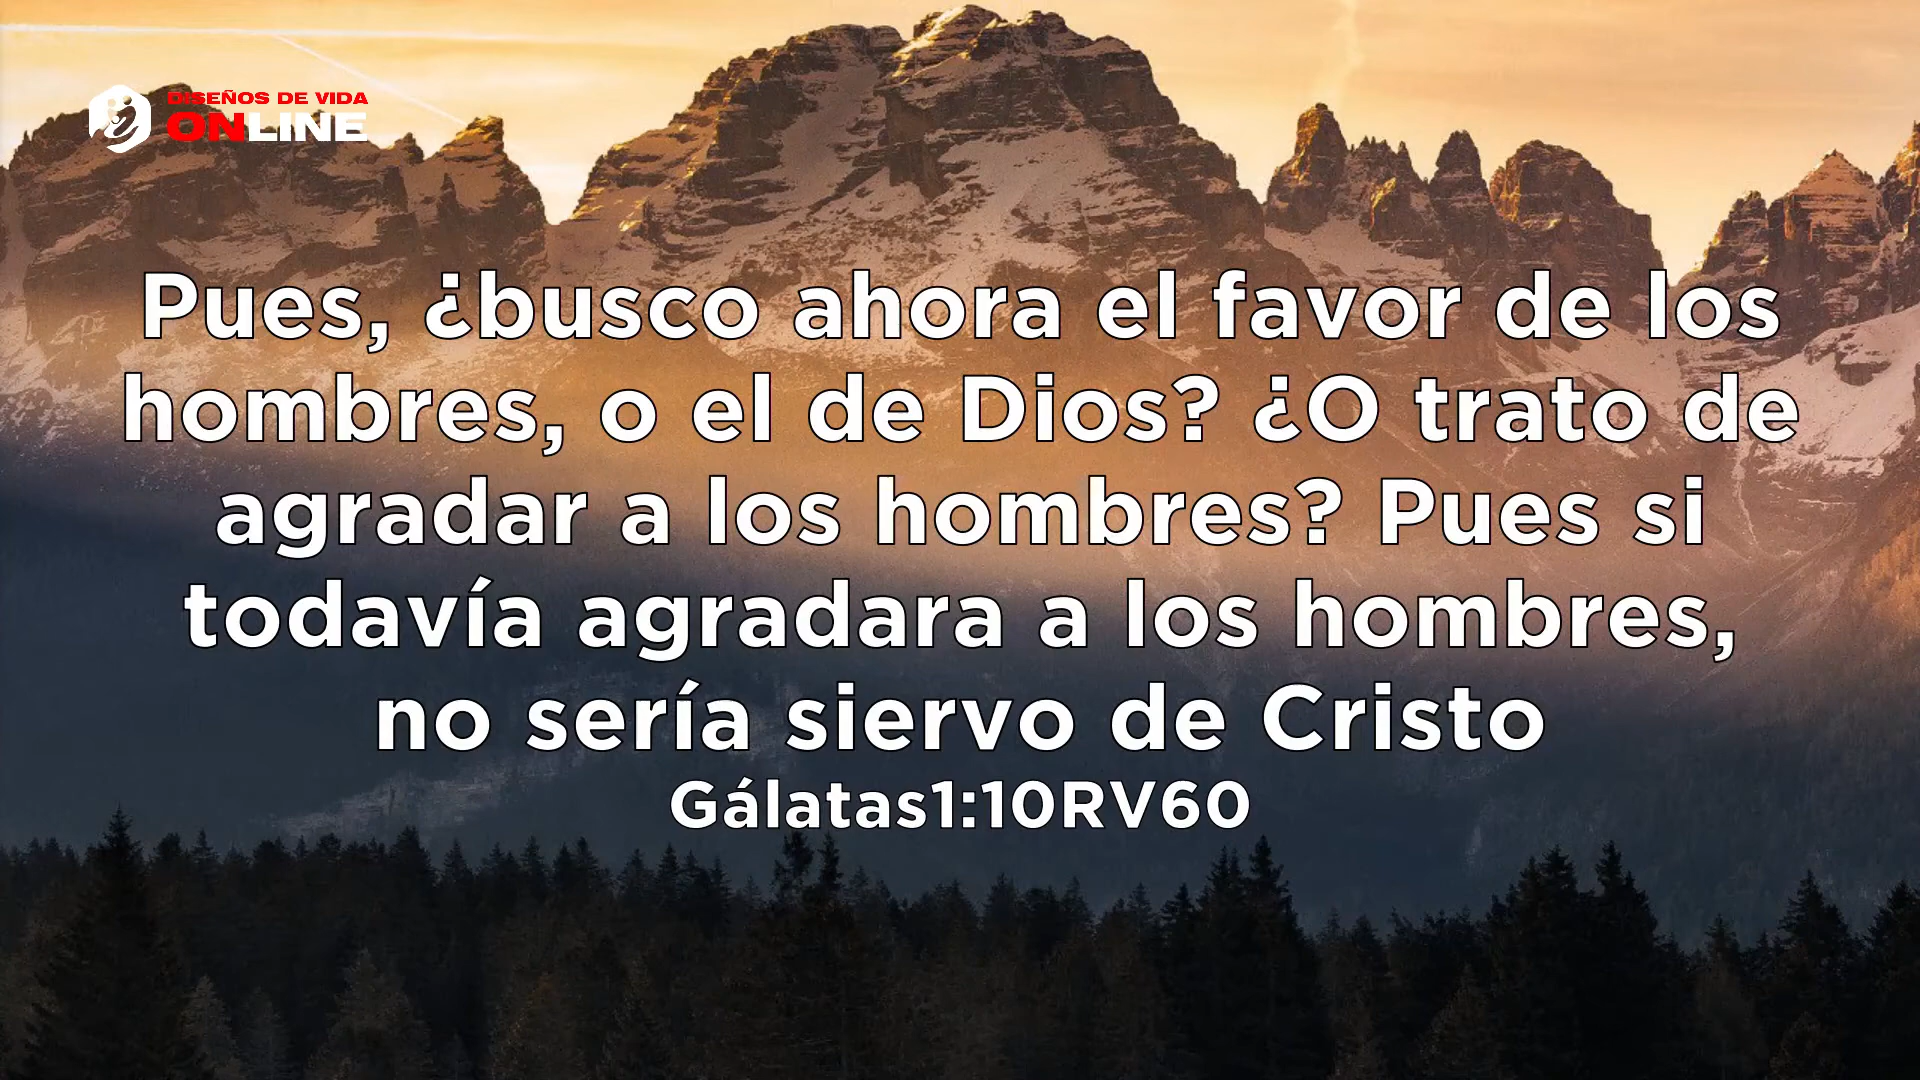 DISEÑOS DE VIDA
ONLINE
Pues, ¿busco ahora el favor de los
hombres, o el de Dios? ¿O trato de
agradar a los hombres? Pues si
todavía agradara a los hombres,
no sería siervo de Cristo
Gálatas1:10RV60